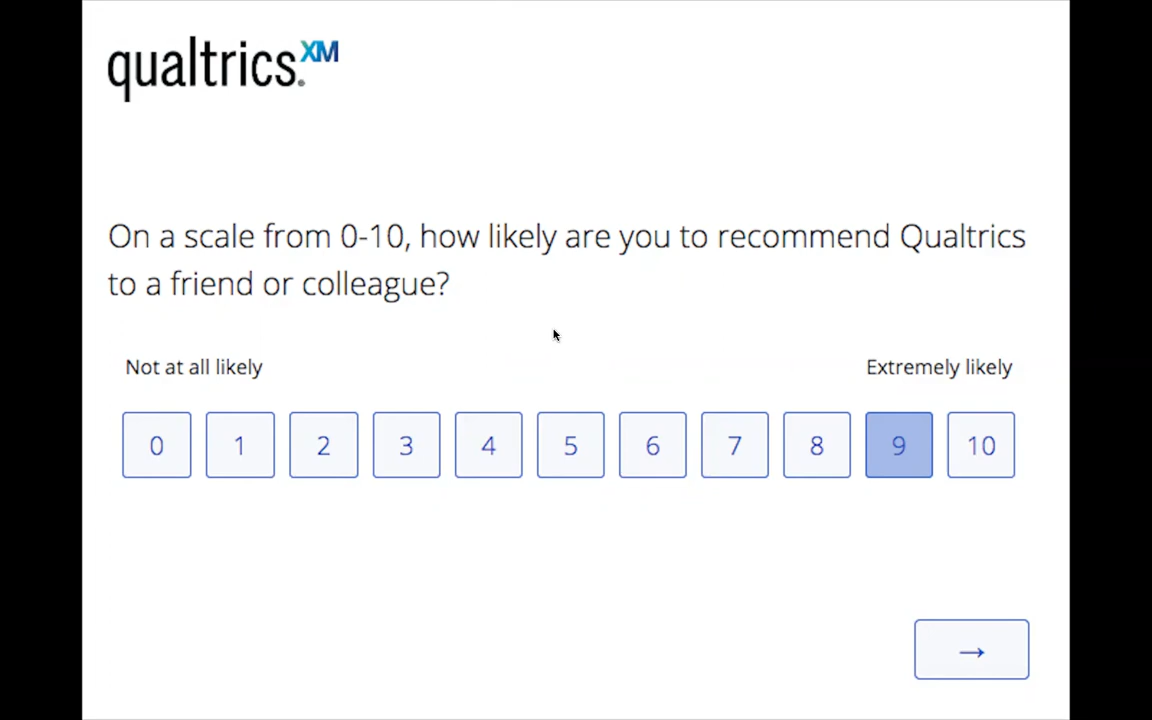 qualtrics.XM
On a scale from 0-10, how likely are you to recommend Qualtrics
to a friend or colleague?
Not at all likely Extremely likely
0 1 2 3 4 5 6 7 8 9 10
→